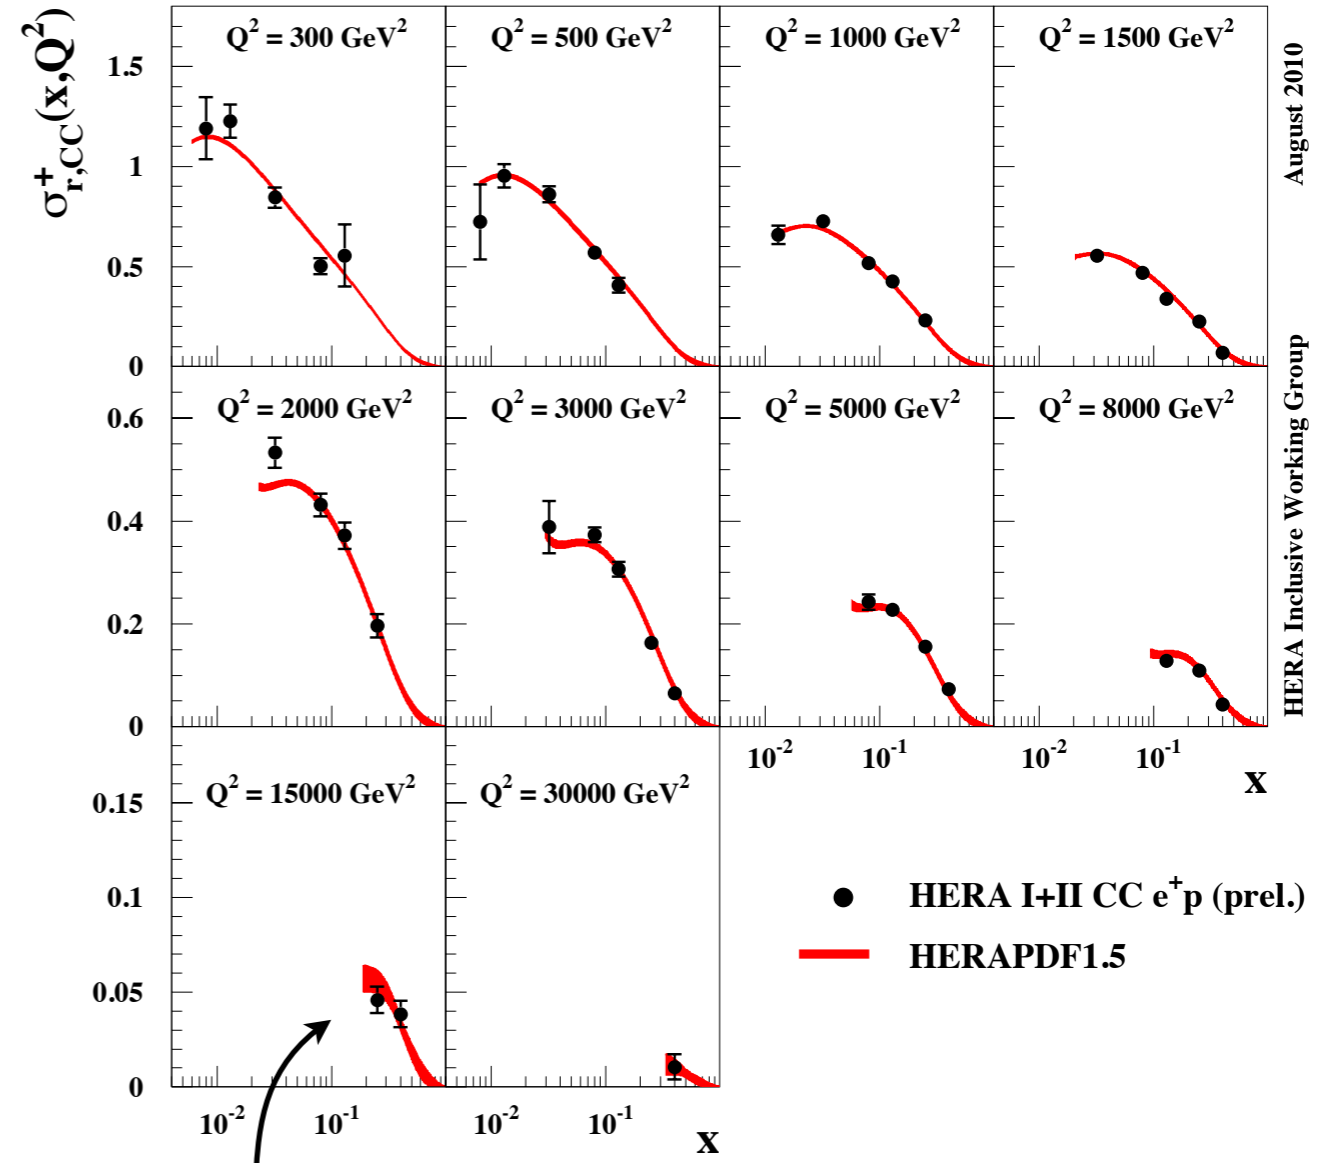 σ⁺r,CC(x,Q²)
Q² = 300 GeV²
Q² = 500 GeV²
Q² = 1000 GeV²
Q² = 1500 GeV²
1.5
1
0.5
0
Q² = 2000 GeV²
Q² = 3000 GeV²
Q² = 5000 GeV²
Q² = 8000 GeV²
0.6
0.4
0.2
0
10⁻² 10⁻¹
10⁻² 10⁻¹
x
Q² = 15000 GeV²
Q² = 30000 GeV²
0.15
0.1
0.05
0
10⁻² 10⁻¹
10⁻² 10⁻¹
x
HERA I+II CC e⁺p (prel.)
HERAPDF1.5
August 2010
HERA Inclusive Working Group